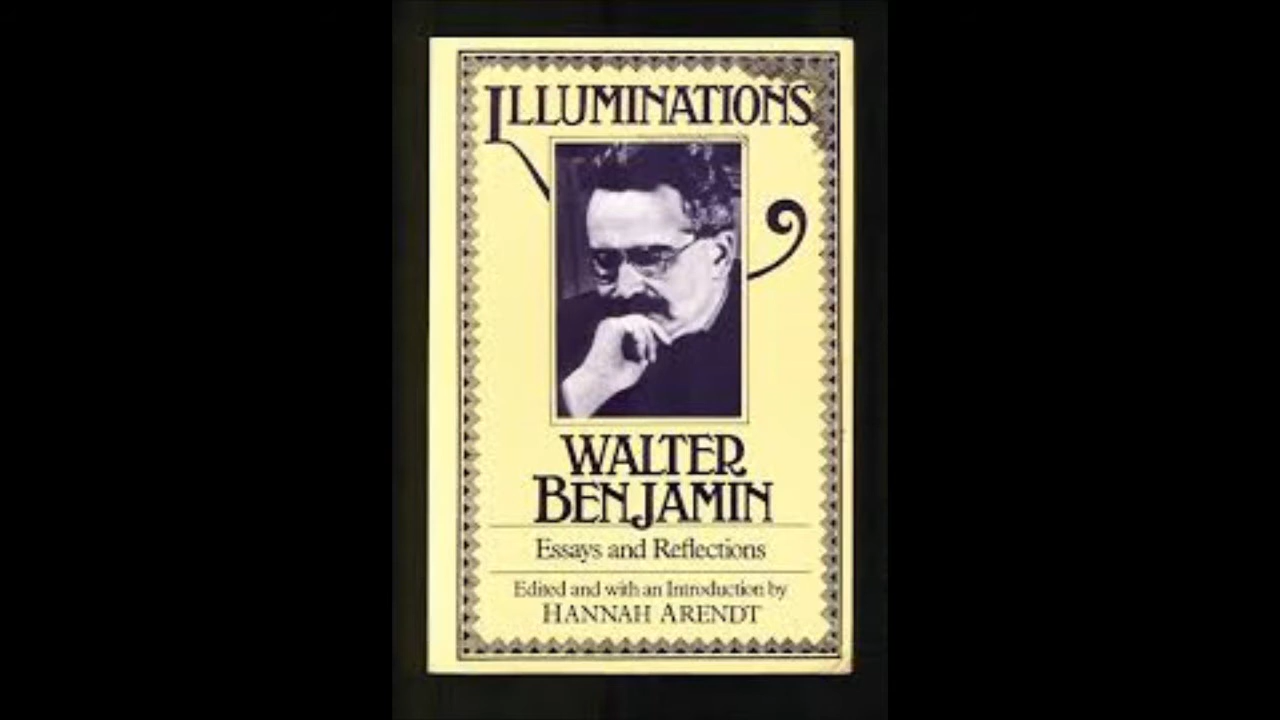 ILLUMINATIONS
WALTER
BENJAMIN
Essays and Reflections
Edited and with an Introduction by
HANNAH ARENDT